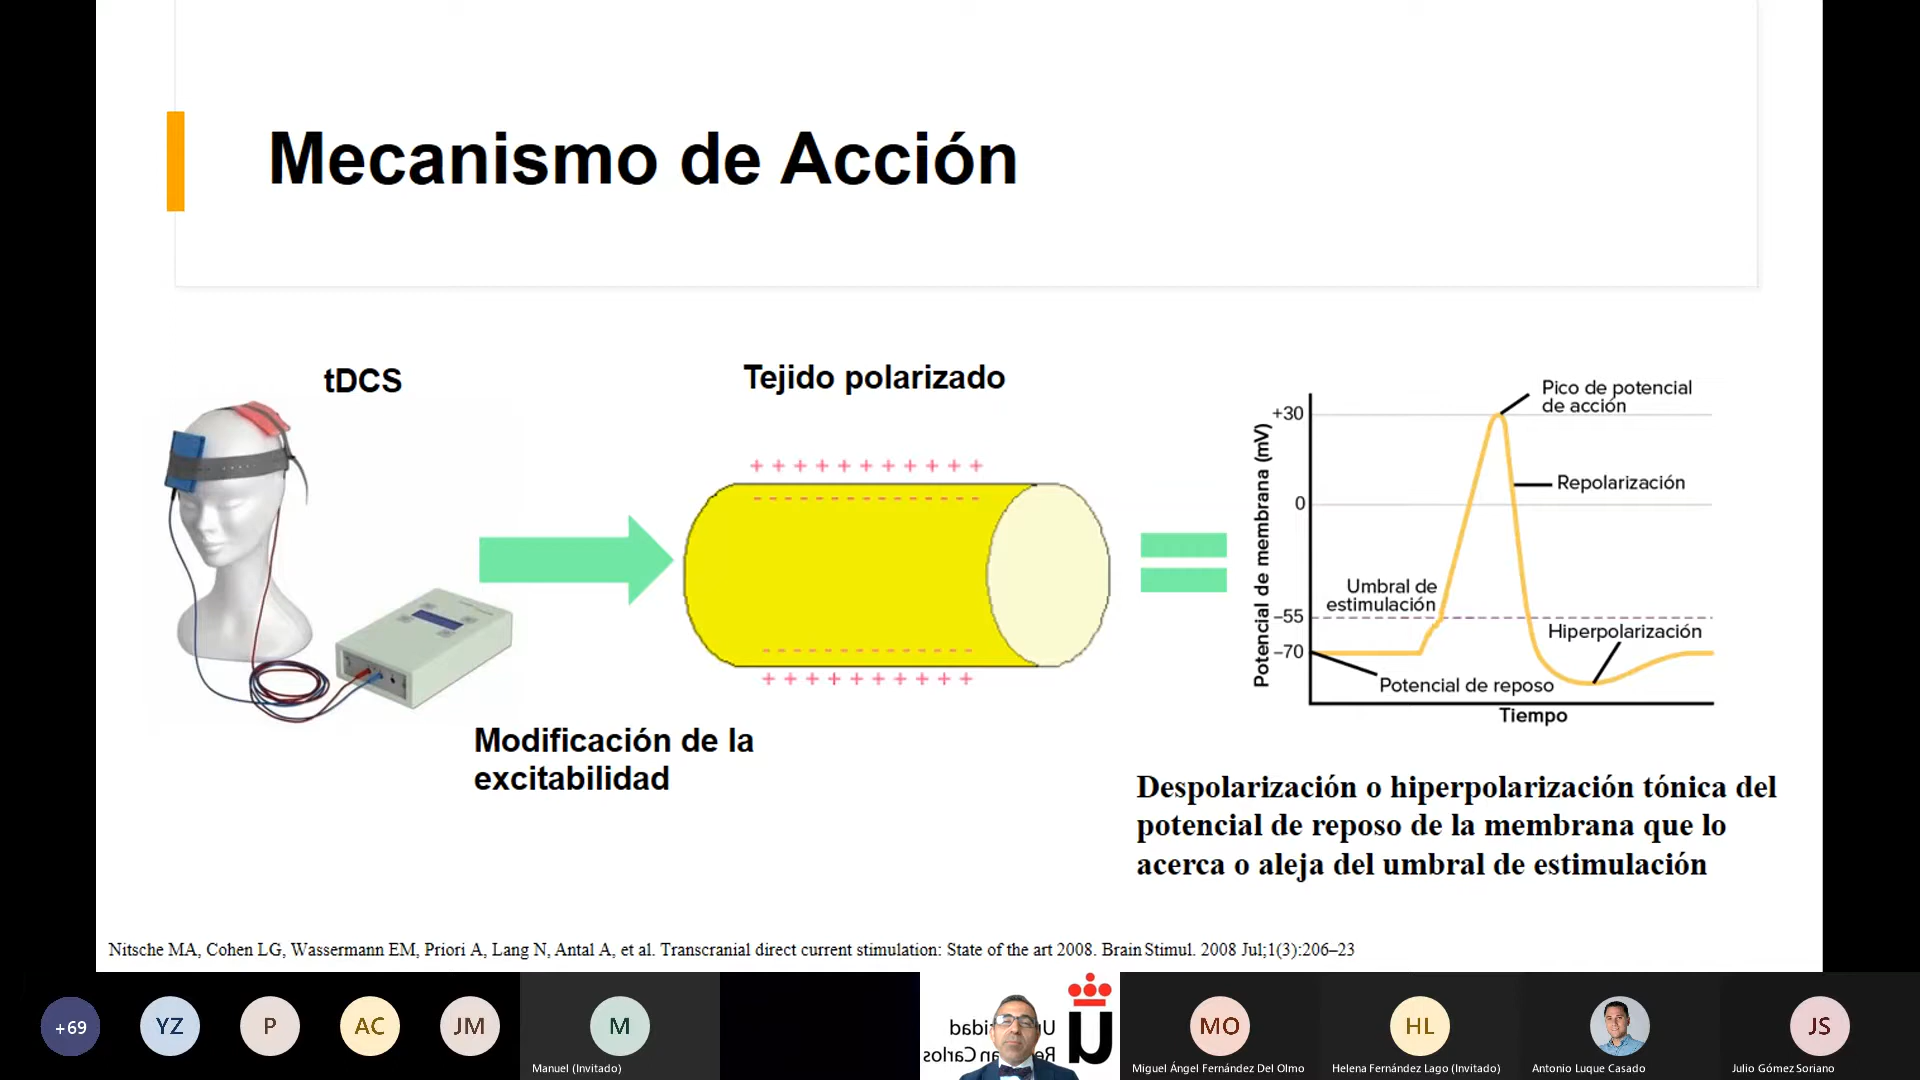 Mecanismo de Acción
tDCS
Tejido polarizado
+ + + + + + + + + + +
- - - - - - - - - - - - - - - -
- - - - - - - - - - - - - - - -
+ + + + + + + + + +
Modificación de la
excitabilidad
Potencial de membrana (mV)
+30
0
-55
-70
Pico de potencial
de acción
Repolarización
Umbral de
estimulación
Hiperpolarización
Potencial de reposo
Tiempo
Despolarización o hiperpolarización tónica del
potencial de reposo de la membrana que lo
acerca o aleja del umbral de estimulación
Nitsche MA, Cohen LG, Wassermann EM, Priori A, Lang N, Antal A, et al. Transcranial direct current stimulation: State of the art 2008. Brain Stimul. 2008 Jul;1(3):206–23
+69
YZ
P
AC
JM
M
Manuel (Invitado)
U
MO
Miguel Ángel Fernández Del Olmo
HL
Helena Fernández Lago (Invitado)
Antonio Luque Casado
JS
Julio Gómez Soriano